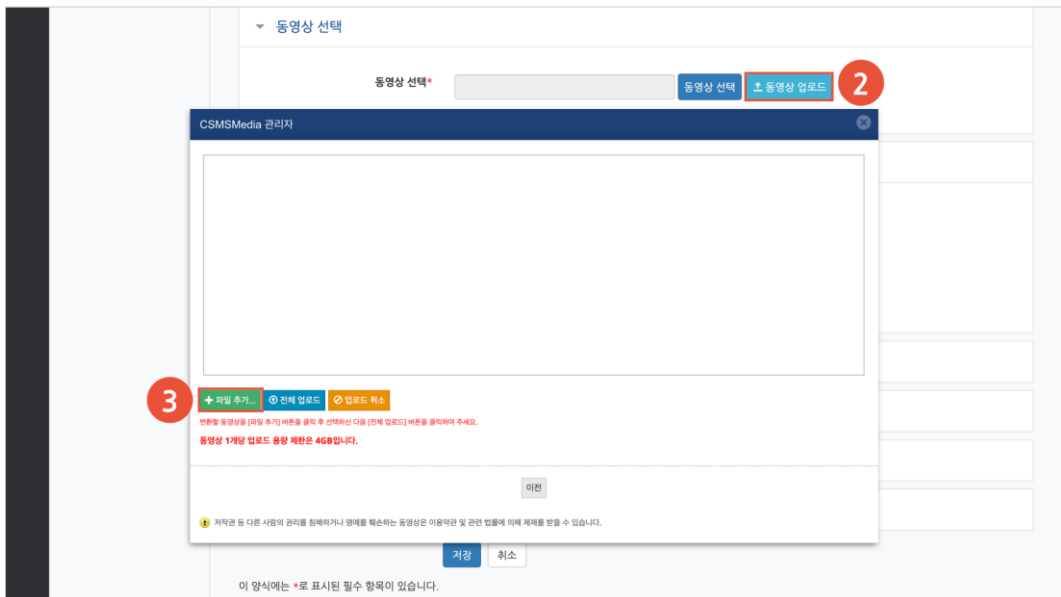 동영상 선택
동영상 선택*
동영상 선택
동영상 업로드
2
CSMSMedia 관리자
3
파일 추가...
전체 업로드
업로드 취소
변환할 동영상을 [파일 추가] 버튼을 클릭 후 선택하신 다음 [전체 업로드] 버튼을 클릭하여 주세요.
동영상 1개당 업로드 용량 제한은 4GB입니다.
이전
저작권 등 다른 사람의 권리를 침해하거나 명예를 훼손하는 동영상은 이용약관 및 관련 법률에 의해 제재를 받을 수 있습니다.
저장
취소
이 양식에는 *로 표시된 필수 항목이 있습니다.